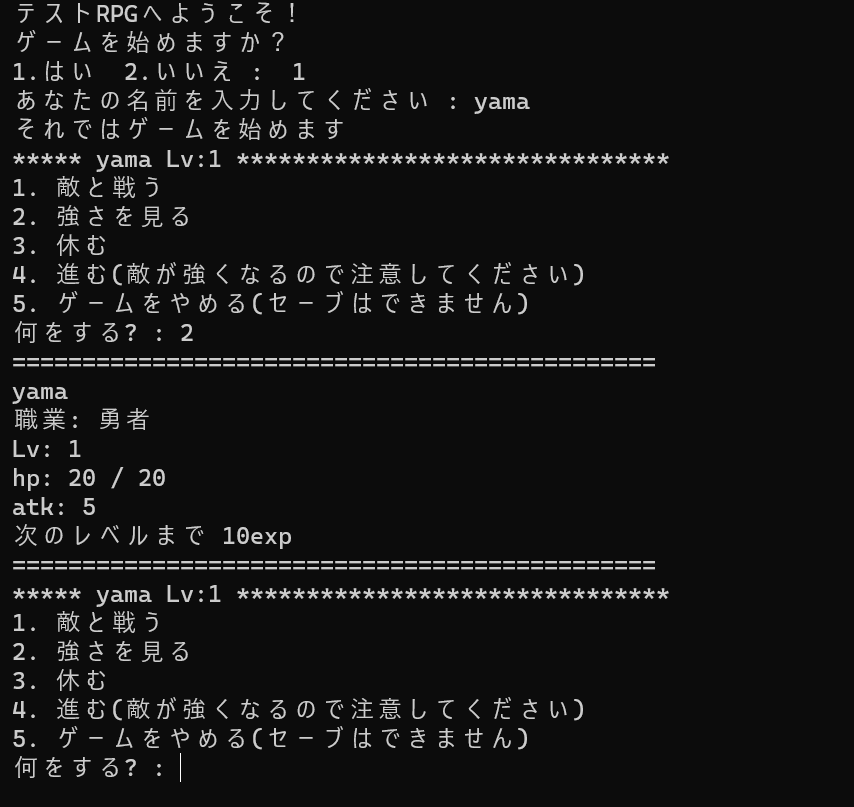 テストRPGへようこそ！
ゲームを始めますか？
1.はい  2.いいえ :  1
あなたの名前を入力してください : yama
それではゲームを始めます
***** yama Lv:1 *******************************
1. 敵と戦う
2. 強さを見る
3. 休む
4. 進む(敵が強くなるので注意してください)
5. ゲームをやめる(セーブはできません)
何をする? : 2
==============================================
yama
職業: 勇者
Lv: 1
hp: 20 / 20
atk: 5
次のレベルまで 10exp
==============================================
***** yama Lv:1 *******************************
1. 敵と戦う
2. 強さを見る
3. 休む
4. 進む(敵が強くなるので注意してください)
5. ゲームをやめる(セーブはできません)
何をする? :